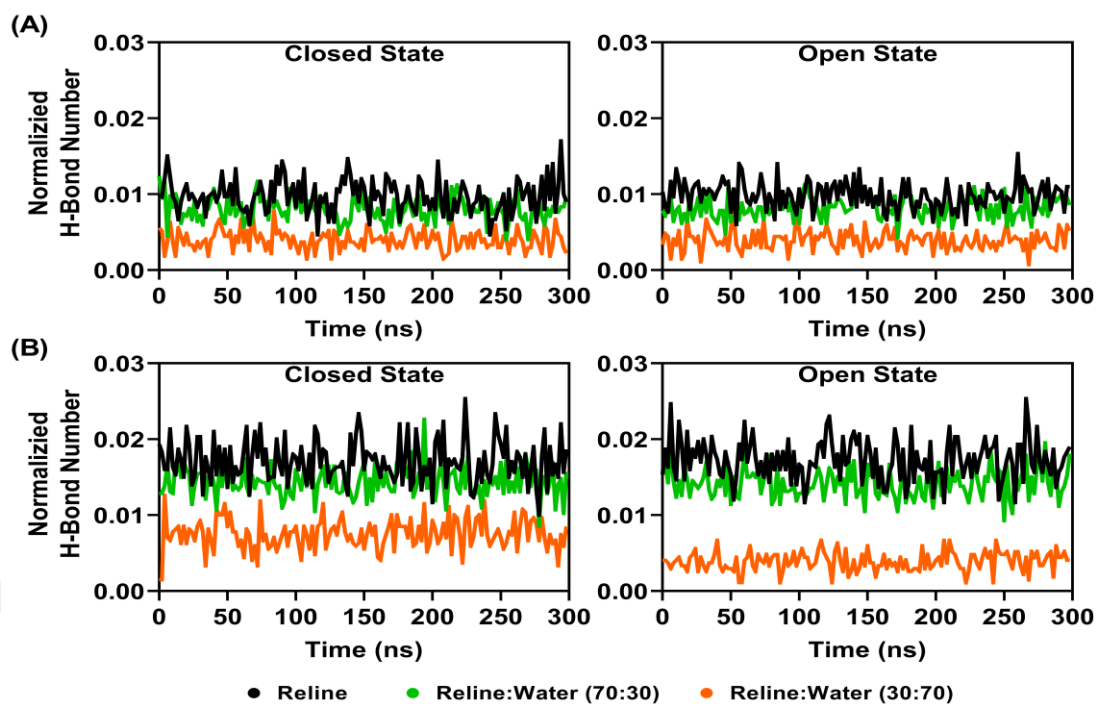 (A)
Closed State
Open State
Normalizied
H-Bond Number
0.03
0.02
0.01
0.00
0 50 100 150 200 250 300
Time (ns)
0.03
0.02
0.01
0.00
0 50 100 150 200 250 300
Time (ns)
(B)
Closed State
Open State
Normalizied
H-Bond Number
0.03
0.02
0.01
0.00
0 50 100 150 200 250 300
Time (ns)
0.03
0.02
0.01
0.00
0 50 100 150 200 250 300
Time (ns)
Reline Reline:Water (70:30) Reline:Water (30:70)